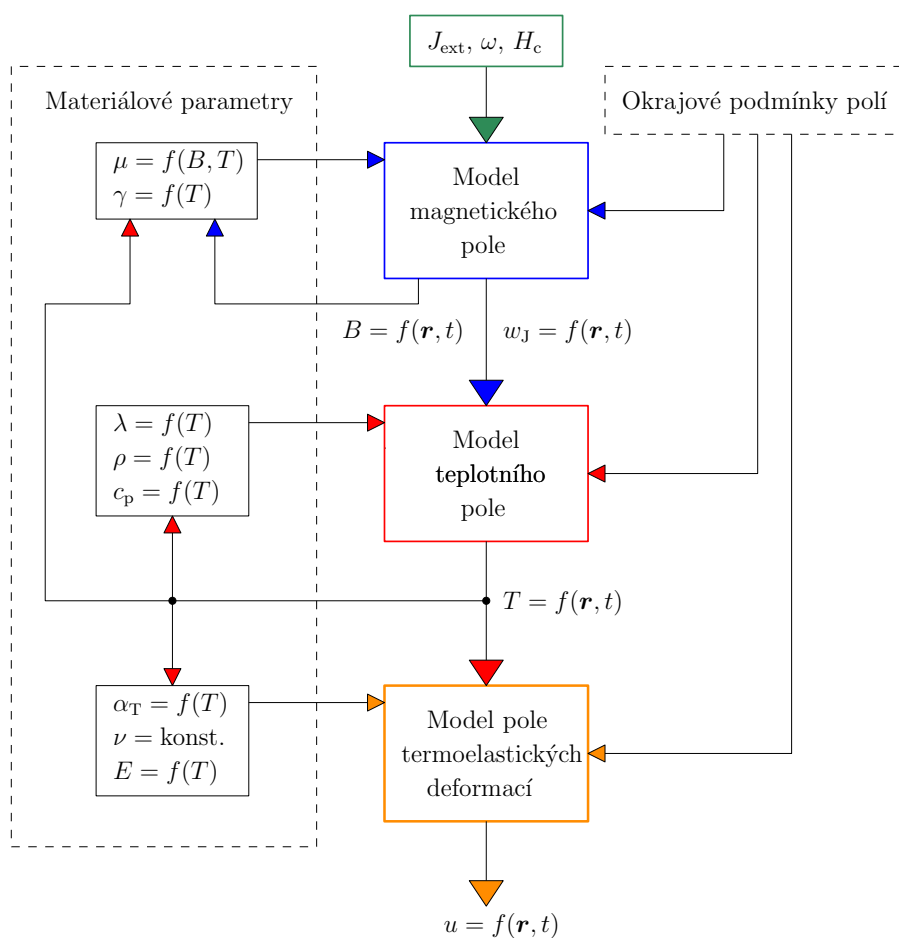 J_ext, ω, H_c
Materiálové parametry
Okrajové podmínky polí
μ = f(B, T)
γ = f(T)
Model
magnetického
pole
B = f(r, t)
w_J = f(r, t)
λ = f(T)
ρ = f(T)
c_p = f(T)
Model
teplotního
pole
T = f(r, t)
α_T = f(T)
ν = konst.
E = f(T)
Model pole
termoelastických
deformací
u = f(r, t)